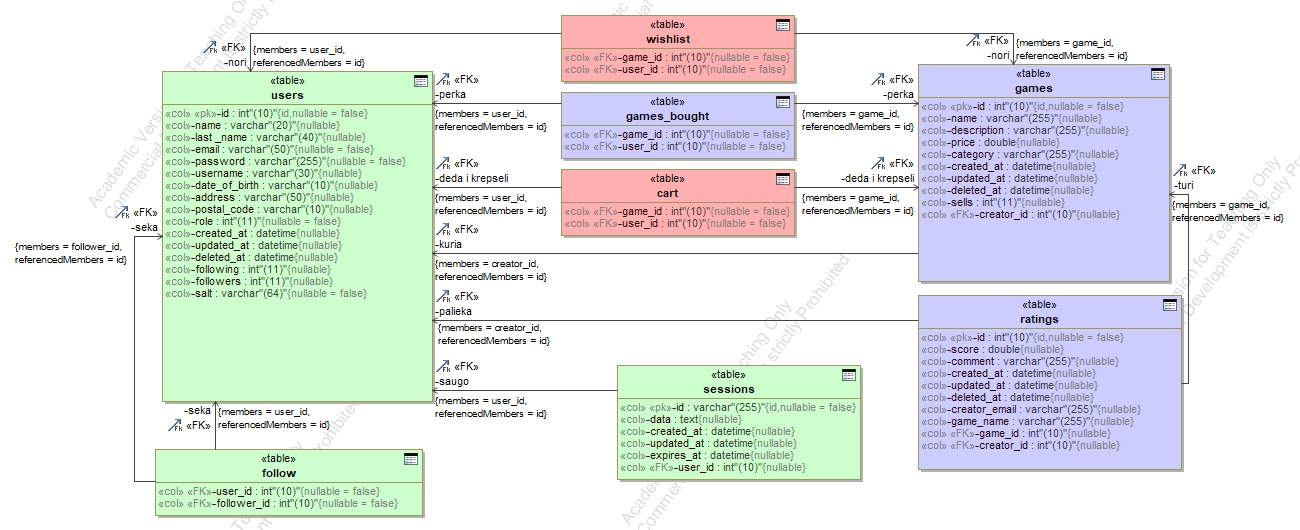 «table»
wishlist
«col» «FK»-game_id : int"(10)"{nullable = false}
«col» «FK»-user_id : int"(10)"{nullable = false}
Fk «FK»
-nori
{members = user_id,
referencedMembers = id}
Fk «FK»
-nori
{members = game_id,
referencedMembers = id}
«table»
users
«col» «pk»-id : int"(10)"{id,nullable = false}
«col»-name : varchar"(20)"{nullable}
«col»-last_name : varchar"(40)"{nullable}
«col»-email : varchar"(50)"{nullable = false}
«col»-password : varchar"(255)"{nullable = false}
«col»-username : varchar"(30)"{nullable}
«col»-date_of_birth : varchar"(10)"{nullable}
«col»-address : varchar"(50)"{nullable}
«col»-postal_code : varchar"(10)"{nullable}
«col»-role : int"(11)"{nullable = false}
«col»-created_at : datetime{nullable}
«col»-updated_at : datetime{nullable}
«col»-deleted_at : datetime{nullable}
«col»-following : int"(11)"{nullable}
«col»-followers : int"(11)"{nullable}
«col»-salt : varchar"(64)"{nullable = false}
Fk «FK»
-perka
{members = user_id,
referencedMembers = id}
«table»
games_bought
«col» «FK»-game_id : int"(10)"{nullable}
«col» «FK»-user_id : int"(10)"{nullable}
Fk «FK»
-perka
{members = game_id,
referencedMembers = id}
«table»
games
«col» «pk»-id : int"(10)"{id,nullable = false}
«col»-name : varchar"(255)"{nullable}
«col»-description : varchar"(255)"{nullable}
«col»-price : double{nullable}
«col»-category : varchar"(255)"{nullable}
«col»-created_at : datetime{nullable}
«col»-updated_at : datetime{nullable}
«col»-deleted_at : datetime{nullable}
«col»-sells : int"(11)"{nullable}
«col» «FK»-creator_id : int"(10)"{nullable}
Fk «FK»
-deda i krepseli
{members = user_id,
referencedMembers = id}
«table»
cart
«col» «FK»-game_id : int"(10)"{nullable = false}
«col» «FK»-user_id : int"(10)"{nullable = false}
Fk «FK»
-deda i krepseli
{members = game_id,
referencedMembers = id}
Fk «FK»
-turi
{members = game_id,
referencedMembers = id}
Fk «FK»
-seka
{members = follower_id,
referencedMembers = id}
Fk «FK»
-kuria
{members = creator_id,
referencedMembers = id}
Fk «FK»
-palieka
{members = creator_id,
referencedMembers = id}
«table»
ratings
«col» «pk»-id : int"(10)"{id,nullable = false}
«col»-score : double{nullable}
«col»-comment : varchar"(255)"{nullable}
«col»-created_at : datetime{nullable}
«col»-updated_at : datetime{nullable}
«col»-deleted_at : datetime{nullable}
«col»-creator_email : varchar"(255)"{nullable}
«col»-game_name : varchar"(255)"{nullable}
«col» «FK»-game_id : int"(10)"{nullable}
«col» «FK»-creator_id : int"(10)"{nullable}
Fk «FK»
-saugo
{members = user_id,
referencedMembers = id}
«table»
sessions
«col» «pk»-id : varchar"(255)"{id,nullable = false}
«col»-data : text{nullable}
«col»-created_at : datetime{nullable}
«col»-updated_at : datetime{nullable}
«col»-expires_at : datetime{nullable}
«col» «FK»-user_id : int"(10)"{nullable}
-seka
Fk «FK»
{members = user_id,
referencedMembers = id}
«table»
follow
«col» «FK»-user_id : int"(10)"{nullable = false}
«col» «FK»-follower_id : int"(10)"{nullable = false}